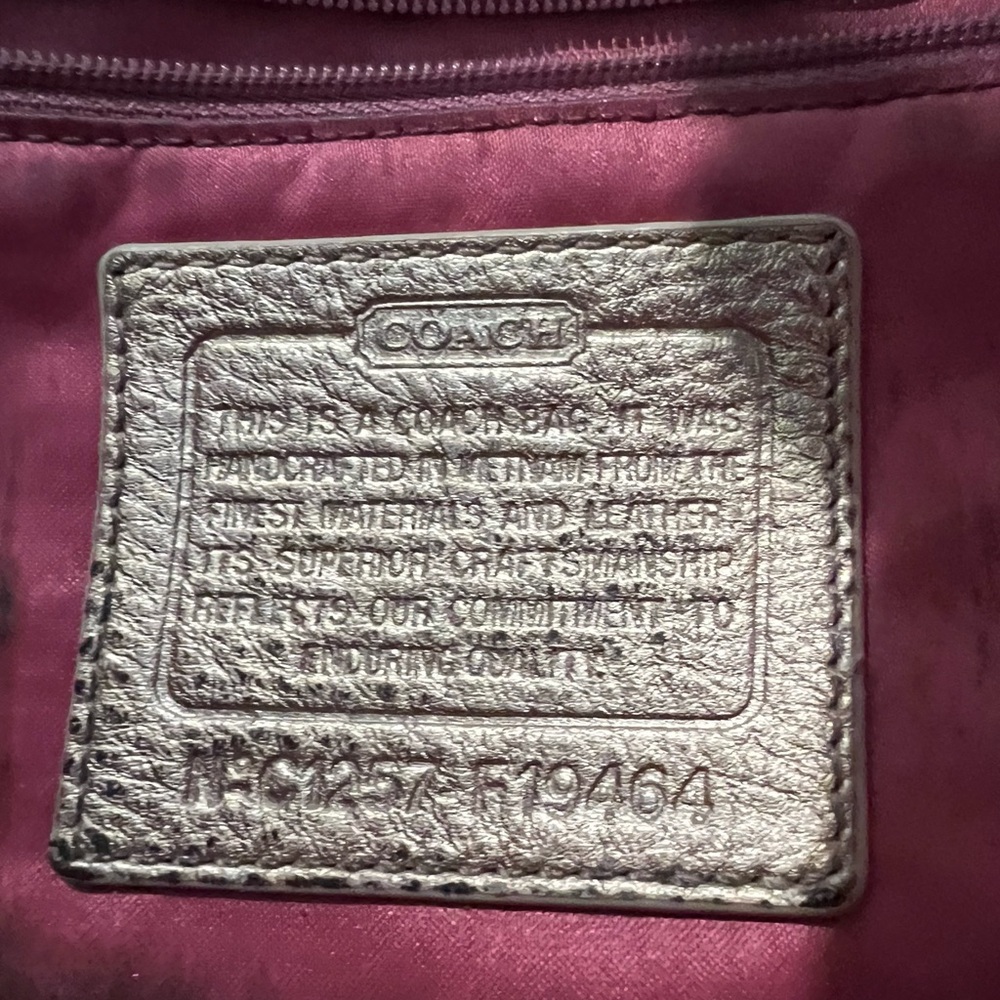 COACH
THIS IS A COACH BAG. IT WAS
HANDCRAFTED IN VIETNAM FROM THE
FINEST MATERIALS AND LEATHER.
ITS SUPERIOR CRAFTSMANSHIP
REFLECTS OUR COMMITMENT TO
ENDURING QUALITY.
F19464